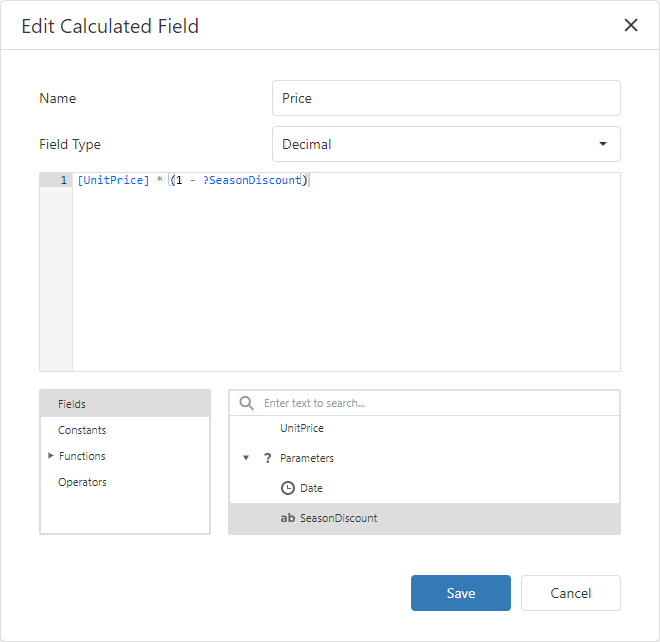 Edit Calculated Field
Name
Price
Field Type
Decimal
1 [UnitPrice] * (1 - ?SeasonDiscount)
Fields
Constants
Functions
Operators
Enter text to search...
UnitPrice
? Parameters
Date
ab SeasonDiscount
Save
Cancel